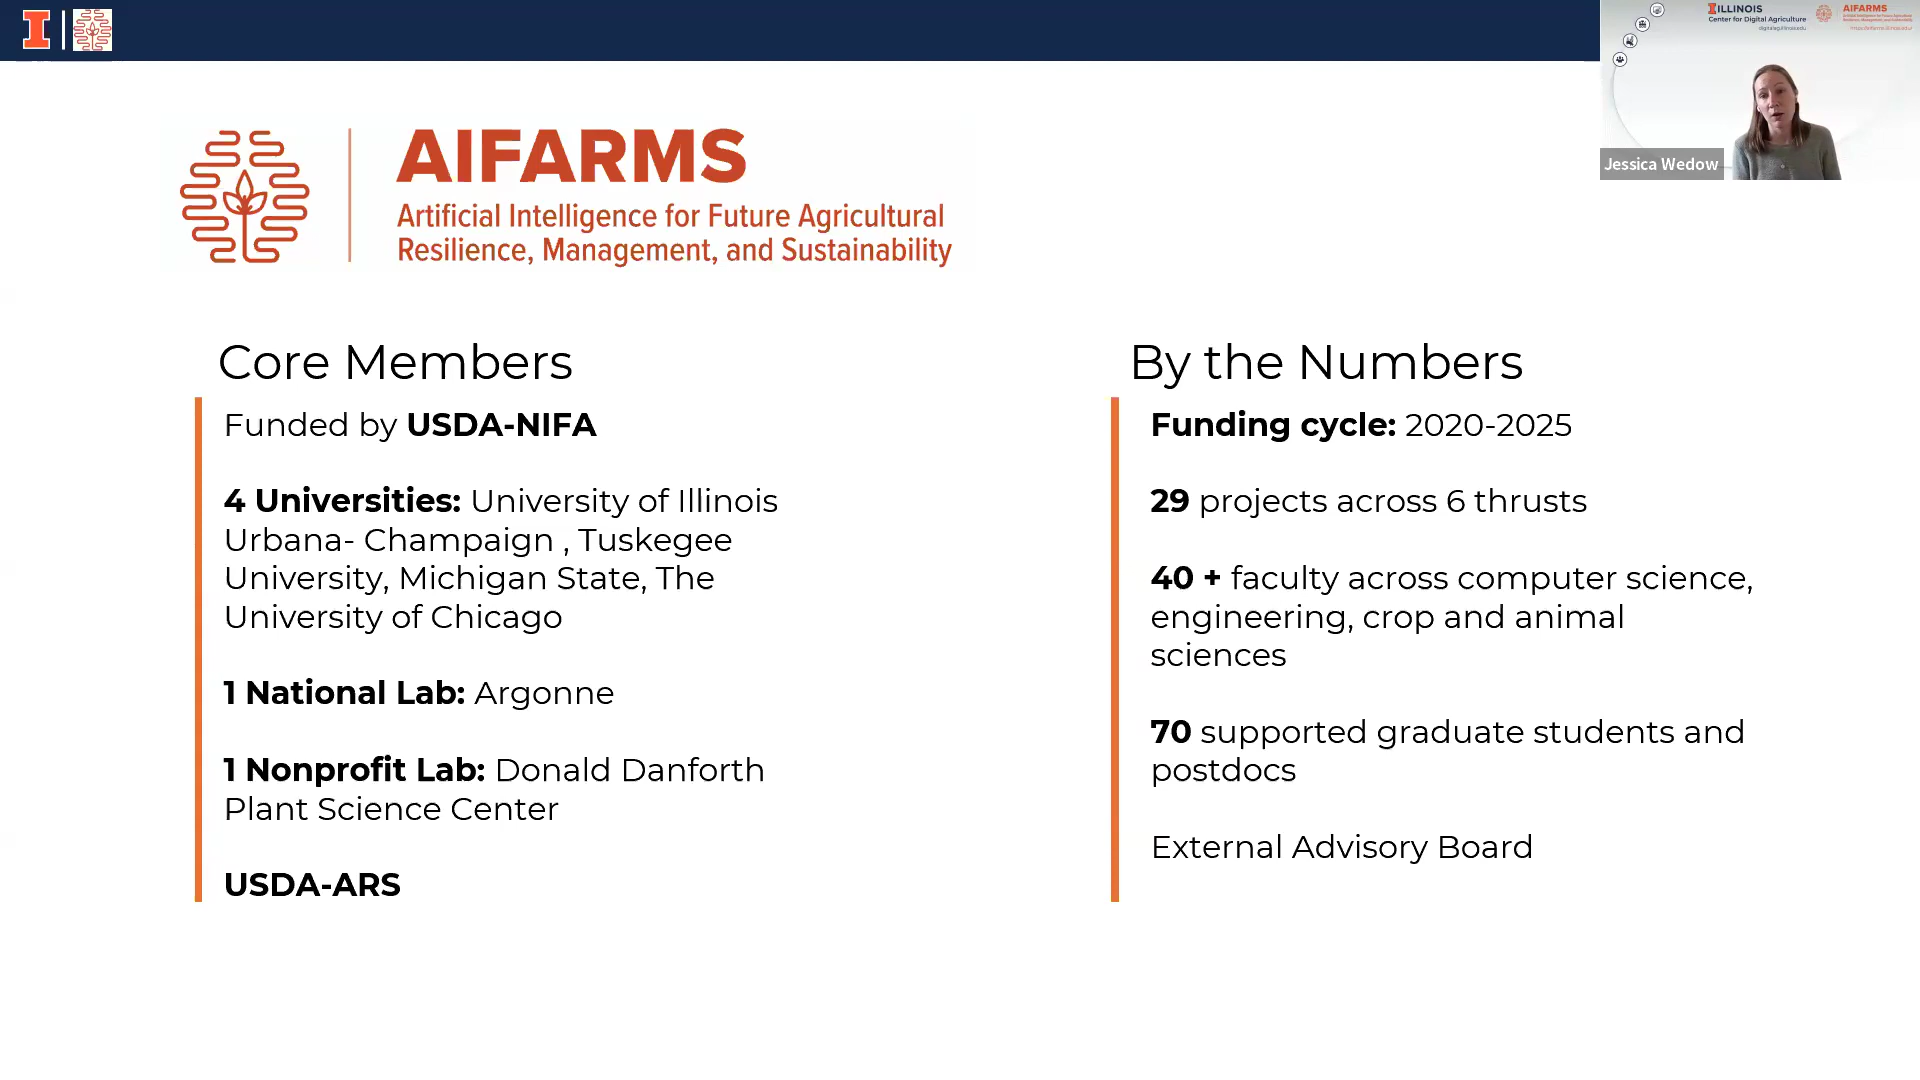 AIFARMS
Artificial Intelligence for Future Agricultural
Resilience, Management, and Sustainability
Core Members
Funded by USDA-NIFA
4 Universities: University of Illinois
Urbana- Champaign , Tuskegee
University, Michigan State, The
University of Chicago
1 National Lab: Argonne
1 Nonprofit Lab: Donald Danforth
Plant Science Center
USDA-ARS
By the Numbers
Funding cycle: 2020-2025
29 projects across 6 thrusts
40 + faculty across computer science,
engineering, crop and animal
sciences
70 supported graduate students and
postdocs
External Advisory Board
ILLINOIS
Center for Digital Agriculture
digitalag.illinois.edu
AIFARMS
Jessica Wedow